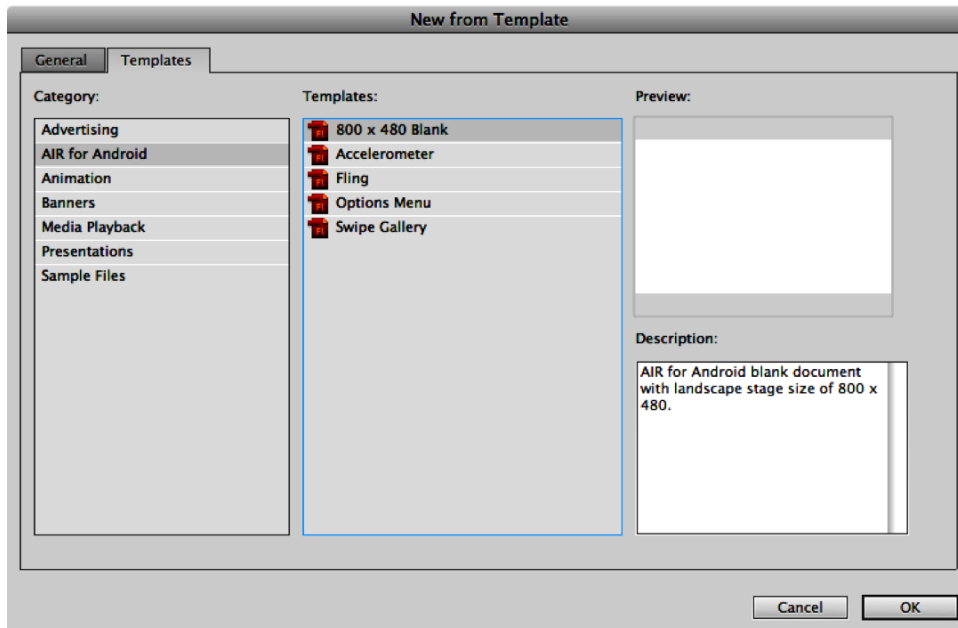 New from Template
General
Templates
Category:
Templates:
Preview:
Advertising
AIR for Android
Animation
Banners
Media Playback
Presentations
Sample Files
800 x 480 Blank
Accelerometer
Fling
Options Menu
Swipe Gallery
Description:
AIR for Android blank document
with landscape stage size of 800 x
480.
Cancel
OK